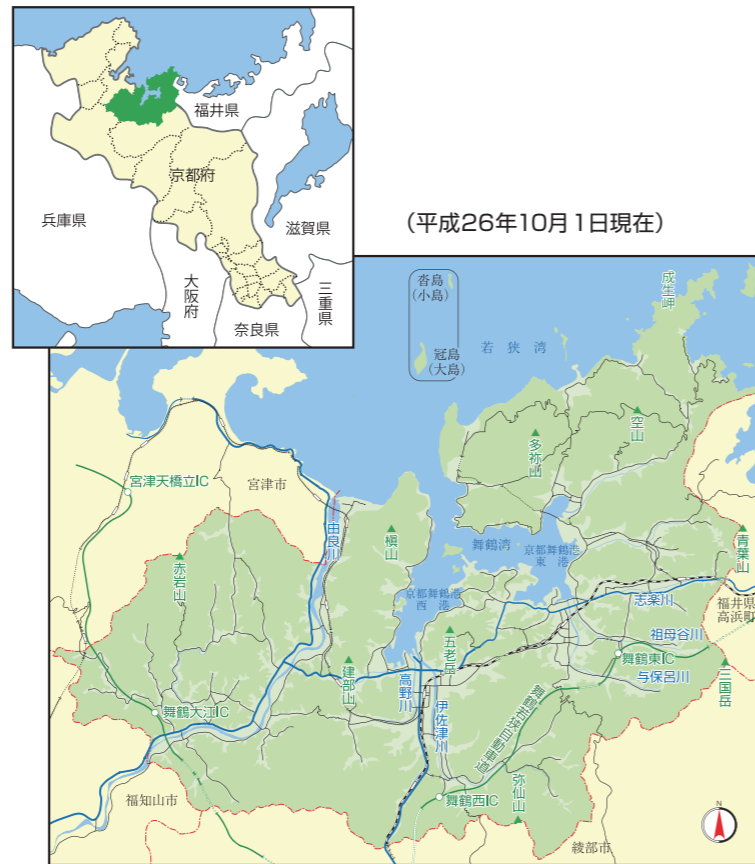 福井県
京都府
兵庫県
滋賀県
大阪府
三重県
奈良県
(平成26年10月1日現在)
沓島
(小島)
冠島
(大島)
若狭湾
成生岬
空山
多祢山
宮津天橋立IC
宮津市
由良川
槇山
舞鶴湾
京都舞鶴港
東港
京都舞鶴港
西港
青葉山
赤岩山
志楽川
福井県
高浜町
祖母谷川
五老岳
舞鶴東IC
建部山
高野川
与保呂川
三国岳
伊佐津川
舞鶴大江IC
舞鶴若狭自動車道
弥仙山
舞鶴西IC
福知山市
綾部市
N